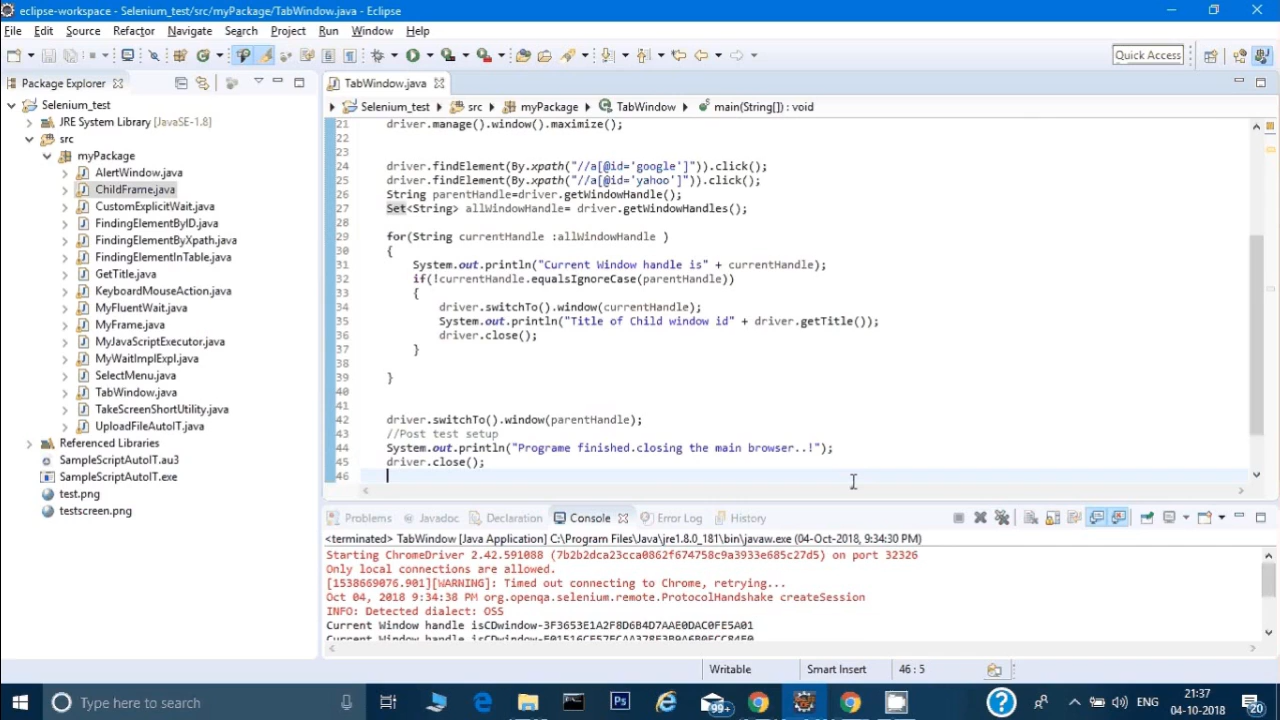 eclipse-workspace - Selenium_test/src/myPackage/TabWindow.java - Eclipse
File Edit Source Refactor Navigate Search Project Run Window Help
Quick Access
Package Explorer
TabWindow.java
Selenium_test src myPackage TabWindow main(String[]) : void
Selenium_test
JRE System Library [JavaSE-1.8]
src
myPackage
AlertWindow.java
ChildFrame.java
CustomExplicitWait.java
FindingElementByID.java
FindingElementByXpath.java
FindingElementInTable.java
GetTitle.java
KeyboardMouseAction.java
MyFluentWait.java
MyFrame.java
MyJavaScriptExecutor.java
MyWaitImplExpl.java
SelectMenu.java
TabWindow.java
TakeScreenShortUtility.java
UploadFileAutoIT.java
Referenced Libraries
SampleScriptAutoIT.au3
SampleScriptAutoIT.exe
test.png
testscreen.png
21 driver.manage().window().maximize();
22
23
24 driver.findElement(By.xpath("//a[@id='google']")).click();
25 driver.findElement(By.xpath("//a[@id='yahoo']")).click();
26 String parentHandle=driver.getWindowHandle();
27 Set<String> allWindowHandle= driver.getWindowHandles();
28
29 for(String currentHandle :allWindowHandle )
30 {
31 System.out.println("Current Window handle is" + currentHandle);
32 if(!currentHandle.equalsIgnoreCase(parentHandle))
33 {
34 driver.switchTo().window(currentHandle);
35 System.out.println("Title of Child window id" + driver.getTitle());
36 driver.close();
37 }
38
39 }
40
41
42 driver.switchTo().window(parentHandle);
43 //Post test setup
44 System.out.println("Programe finished.closing the main browser..!");
45 driver.close();
46
Problems Javadoc Declaration Console Error Log History
<terminated> TabWindow [Java Application] C:\Program Files\Java\jre1.8.0_181\bin\javaw.exe (04-Oct-2018, 9:34:30 PM)
Starting ChromeDriver 2.42.591088 (7b2b2dca23cca0862f674758c9a3933e685c27d5) on port 32326
Only local connections are allowed.
[1538669076.901][WARNING]: Timed out connecting to Chrome, retrying...
Oct 04, 2018 9:34:38 PM org.openqa.selenium.remote.ProtocolHandshake createSession
INFO: Detected dialect: OSS
Current Window handle isCDwindow-3F3653E1A2F8D6B4D7AAE0DAC0FE5A01
Current Window handle
Writable Smart Insert 46 : 5
Type here to search
Ps
99+
ENG
21:37
04-10-2018
20